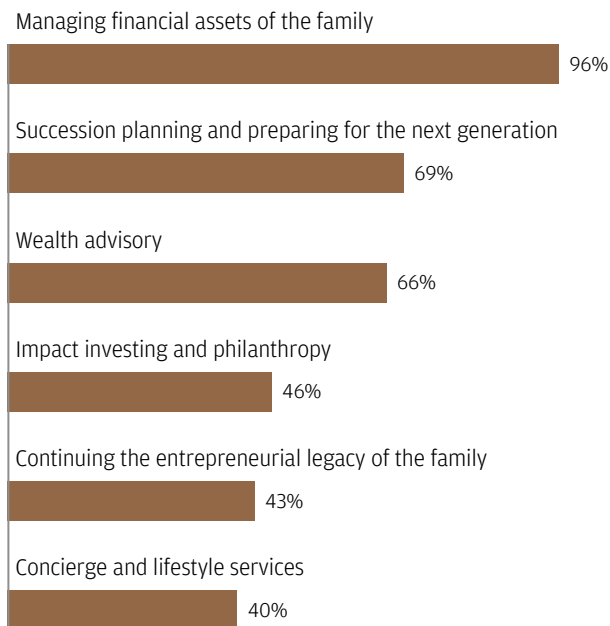 Managing financial assets of the family
96%
Succession planning and preparing for the next generation
69%
Wealth advisory
66%
Impact investing and philanthropy
46%
Continuing the entrepreneurial legacy of the family
43%
Concierge and lifestyle services
40%